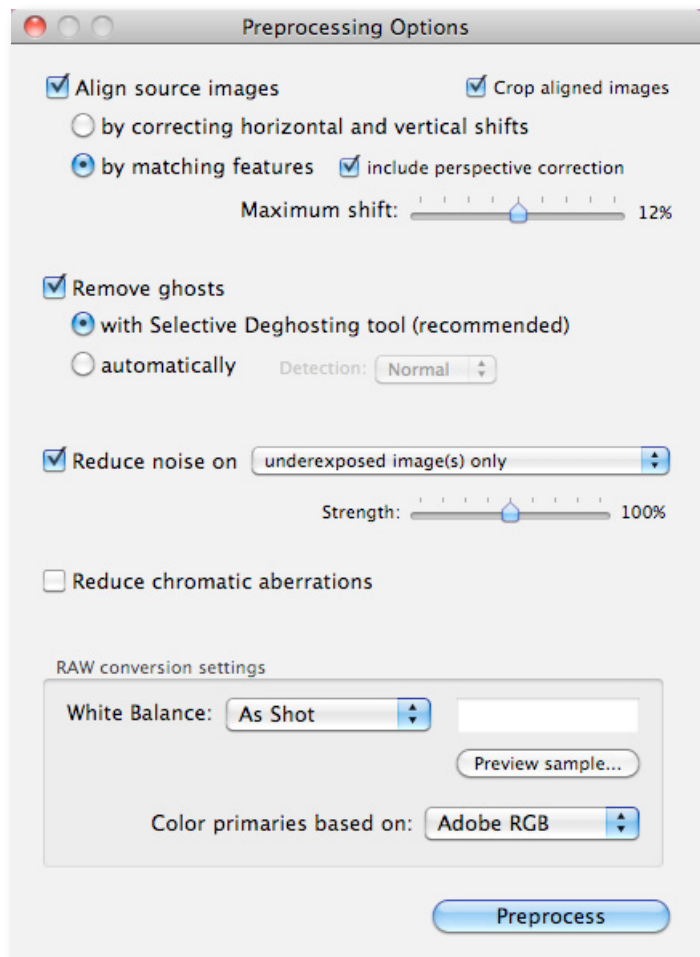 Preprocessing Options
Align source images Crop aligned images
by correcting horizontal and vertical shifts
by matching features include perspective correction
Maximum shift: 12%
Remove ghosts
with Selective Deghosting tool (recommended)
automatically Detection: Normal
Reduce noise on underexposed image(s) only
Strength: 100%
Reduce chromatic aberrations
RAW conversion settings
White Balance: As Shot
Preview sample...
Color primaries based on: Adobe RGB
Preprocess